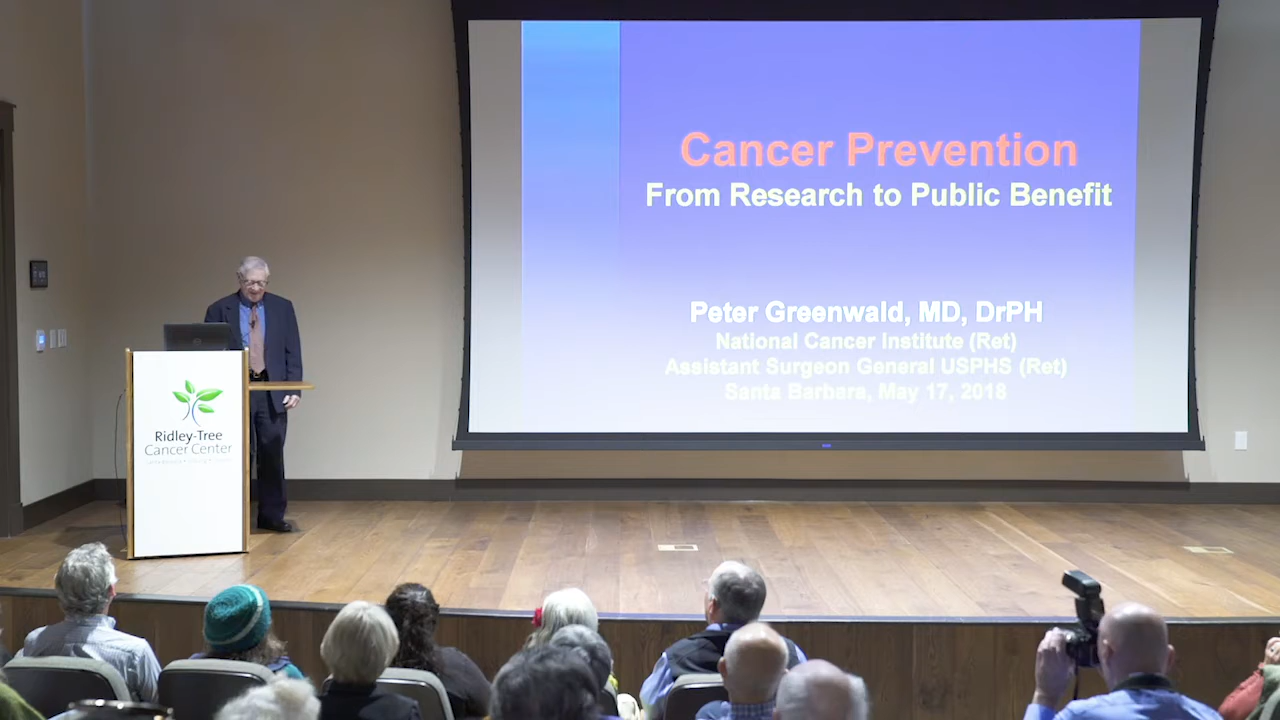 Cancer Prevention
From Research to Public Benefit
Peter Greenwald, MD, DrPH
National Cancer Institute (Ret)
Assistant Surgeon General USPHS (Ret)
Santa Barbara, May 17, 2018
Ridley-Tree
Cancer Center